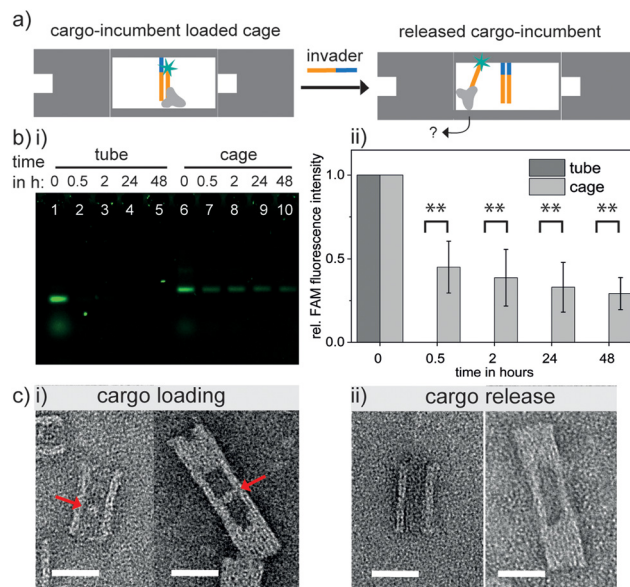 a)
cargo-incumbent loaded cage
released cargo-incumbent
invader
?
b) i)
time tube cage
in h: 0 0.5 2 24 48 0 0.5 2 24 48
1 2 3 4 5 6 7 8 9 10
ii)
rel. FAM fluorescence intensity
1.0
0.5
0.0
tube
cage
** ** ** **
0 0.5 2 24 48
time in hours
c) i) cargo loading
ii) cargo release